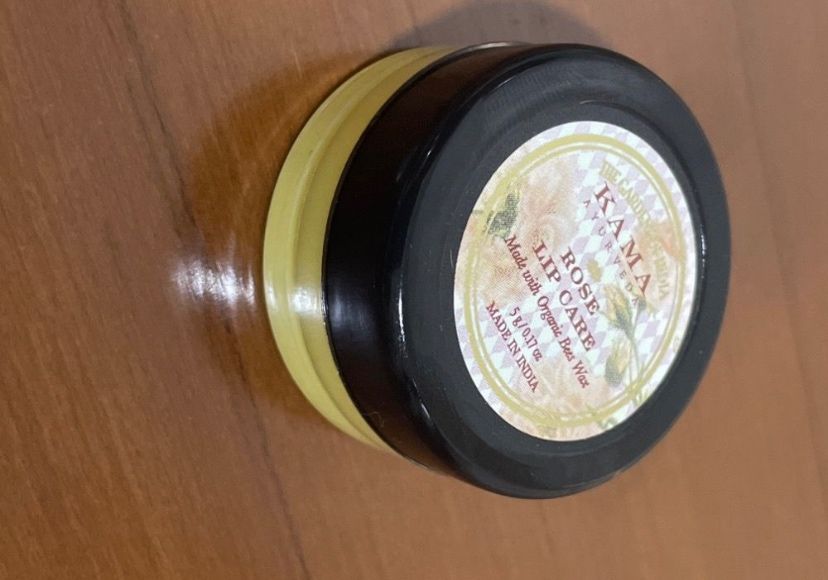 KAMA
AYURVEDA
ROSE
LIP CARE
Made with Organic Bees Wax
5 g/0.17 oz
MADE IN INDIA